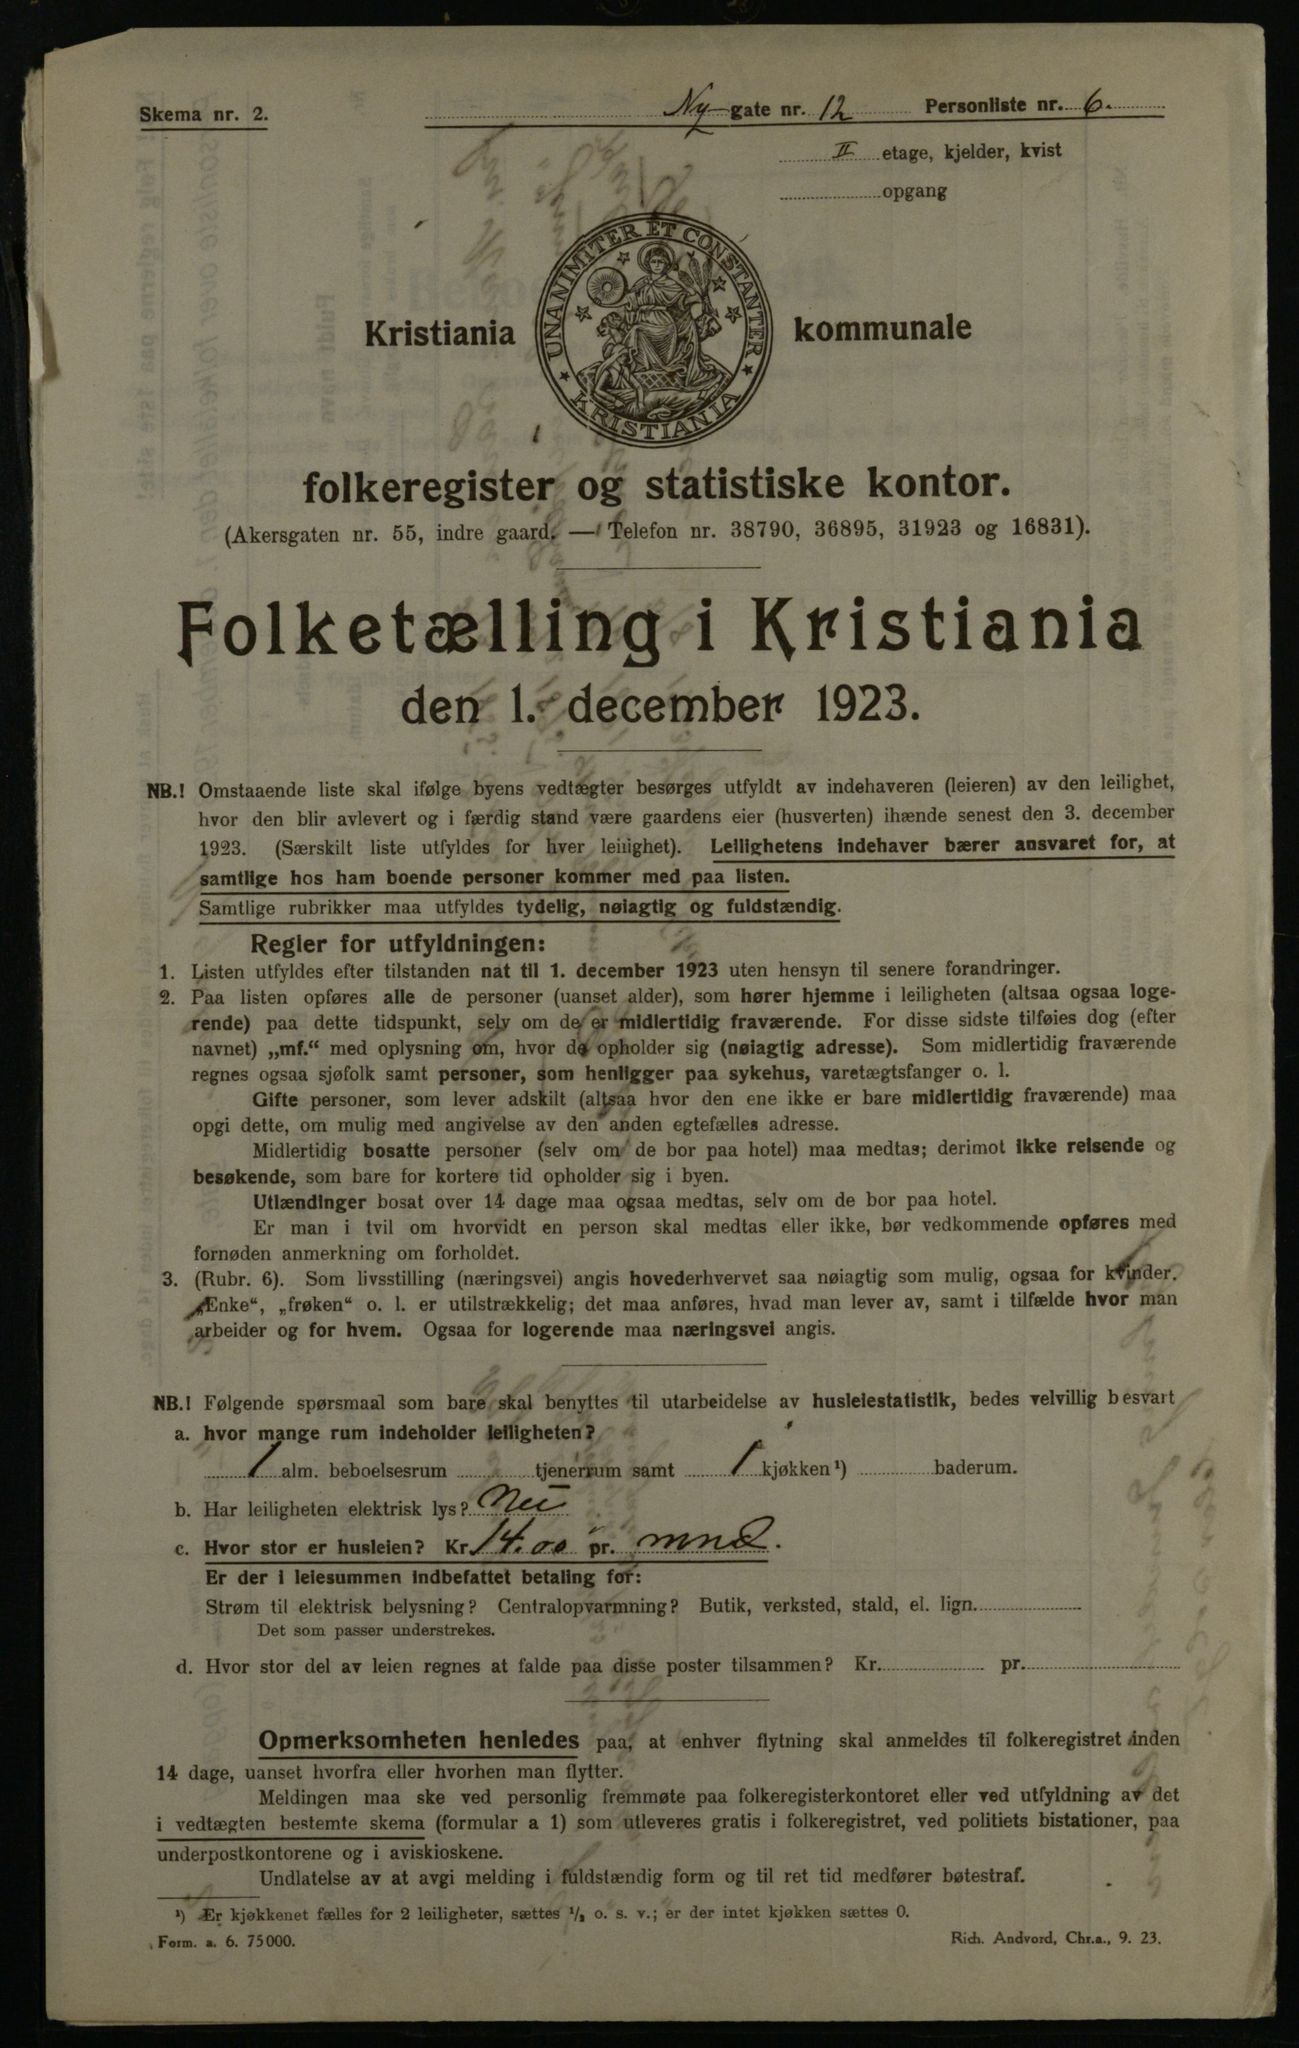 Skema nr. 2.
Ny gate nr. 12 Personliste nr. 6.
II etage, kjelder, kvist
opgang
UNANIMITER ET CONSTANTER
KRISTIANIA
Kristiania kommunale
folkeregister og statistiske kontor.
(Akersgaten nr. 55, indre gaard. — Telefon nr. 38790, 36895, 31923 og 16831).
Folketælling i Kristiania
den 1. december 1923.
NB.! Omstaaende liste skal ifølge byens vedtægter besørges utfyldt av indehaveren (leieren) av den leilighet,
hvor den blir avlevert og i færdig stand være gaardens eier (husverten) ihænde senest den 3. december
1923. (Særskilt liste utfyldes for hver leilighet). Leilighetens indehaver bærer ansvaret for, at
samtlige hos ham boende personer kommer med paa listen.
Samtlige rubrikker maa utfyldes tydelig, nøiagtig og fuldstændig.
Regler for utfyldningen:
1. Listen utfyldes efter tilstanden nat til 1. december 1923 uten hensyn til senere forandringer.
2. Paa listen opføres alle de personer (uanset alder), som hører hjemme i leiligheten (altsaa ogsaa loge-
rende) paa dette tidspunkt, selv om de er midlertidig fraværende. For disse sidste tilføies dog (efter
navnet) „mf.“ med oplysning om, hvor de opholder sig (nøiagtig adresse). Som midlertidig fraværende
regnes ogsaa sjøfolk samt personer, som henligger paa sykehus, varetægtsfanger o. l.
Gifte personer, som lever adskilt (altsaa hvor den ene ikke er bare midlertidig fraværende) maa
opgi dette, om mulig med angivelse av den anden egtefælles adresse.
Midlertidig bosatte personer (selv om de bor paa hotel) maa medtas; derimot ikke reisende og
besøkende, som bare for kortere tid opholder sig i byen.
Utlændinger bosat over 14 dage maa ogsaa medtas, selv om de bor paa hotel.
Er man i tvil om hvorvidt en person skal medtas eller ikke, bør vedkommende opføres med
fornøden anmerkning om forholdet.
3. (Rubr. 6). Som livsstilling (næringsvei) angis hovederhvervet saa nøiagtig som mulig, ogsaa for kvinder.
„Enke“, „frøken“ o. l. er utilstrækkelig; det maa anføres, hvad man lever av, samt i tilfælde hvor man
arbeider og for hvem. Ogsaa for logerende maa næringsvei angis.
NB.! Følgende spørsmaal som bare skal benyttes til utarbeidelse av husleiestatistik, bedes velvillig besvart
a. hvor mange rum indeholder leiligheten?
1 alm. beboelsesrum tjenerrum samt 1 kjøkken ¹) baderum.
b. Har leiligheten elektrisk lys? Nei
c. Hvor stor er husleien? Kr. 14.00 pr. mnd.
Er der i leiesummen indbefattet betaling for:
Strøm til elektrisk belysning? Centralopvarmning? Butik, verksted, stald, el. lign.
Det som passer understrekes.
d. Hvor stor del av leien regnes at falde paa disse poster tilsammen? Kr. pr.
Opmerksomheten henledes paa, at enhver flytning skal anmeldes til folkeregistret inden
14 dage, uanset hvorfra eller hvorhen man flytter.
Meldingen maa ske ved personlig fremmøte paa folkeregisterkontoret eller ved utfyldning av det
i vedtægten bestemte skema (formular a 1) som utleveres gratis i folkeregistret, ved politiets bistationer, paa
underpostkontorene og i aviskioskene.
Undlatelse av at avgi melding i fuldstændig form og til ret tid medfører bøtestraf.
¹) Er kjøkkenet fælles for 2 leiligheter, sættes ½ o. s. v.; er der intet kjøkken sættes 0.
Form. a. 6. 75000. Rich. Andvord, Chr.a., 9. 23.